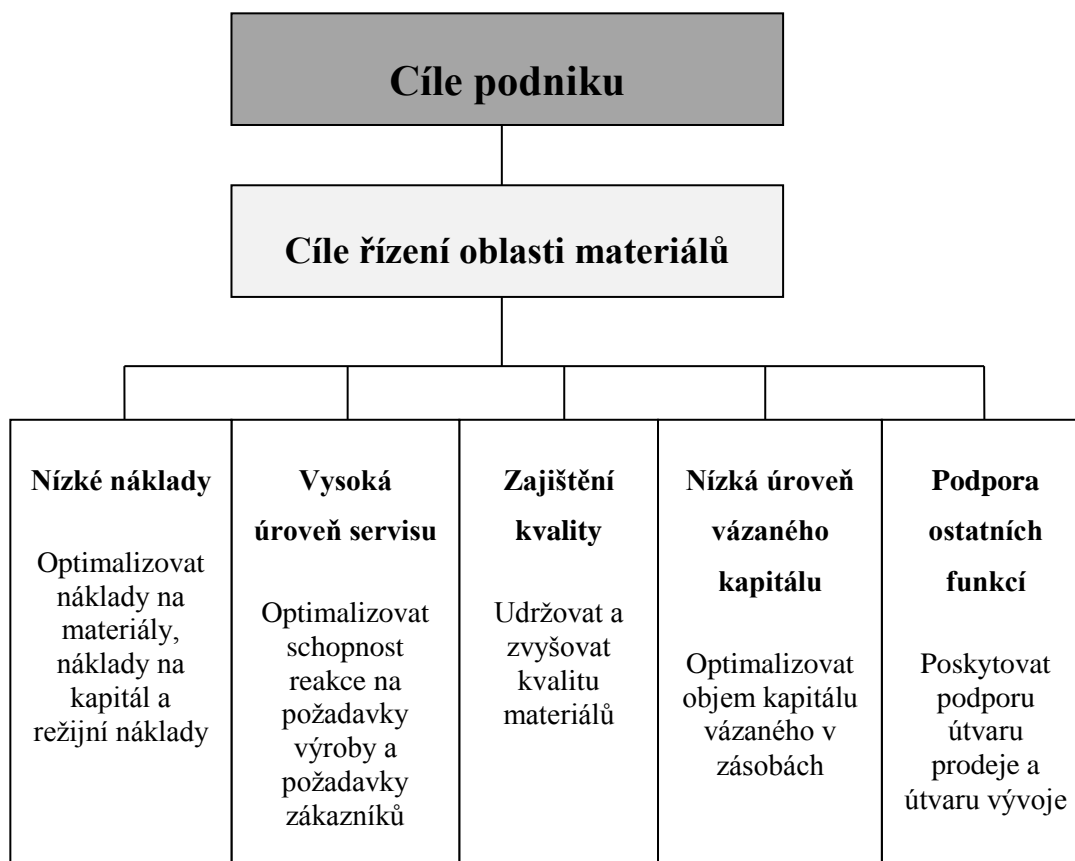 Cíle podniku
Cíle řízení oblasti materiálů
Nízké náklady
Optimalizovat
náklady na
materiály,
náklady na
kapitál a
režijní náklady
Vysoká
úroveň servisu
Optimalizovat
schopnost
reakce na
požadavky
výroby a
požadavky
zákazníků
Zajištění
kvality
Udržovat a
zvyšovat
kvalitu
materiálů
Nízká úroveň
vázaného
kapitálu
Optimalizovat
objem kapitálu
vázaného v
zásobách
Podpora
ostatních
funkcí
Poskytovat
podporu
útvaru
prodeje a
útvaru vývoje